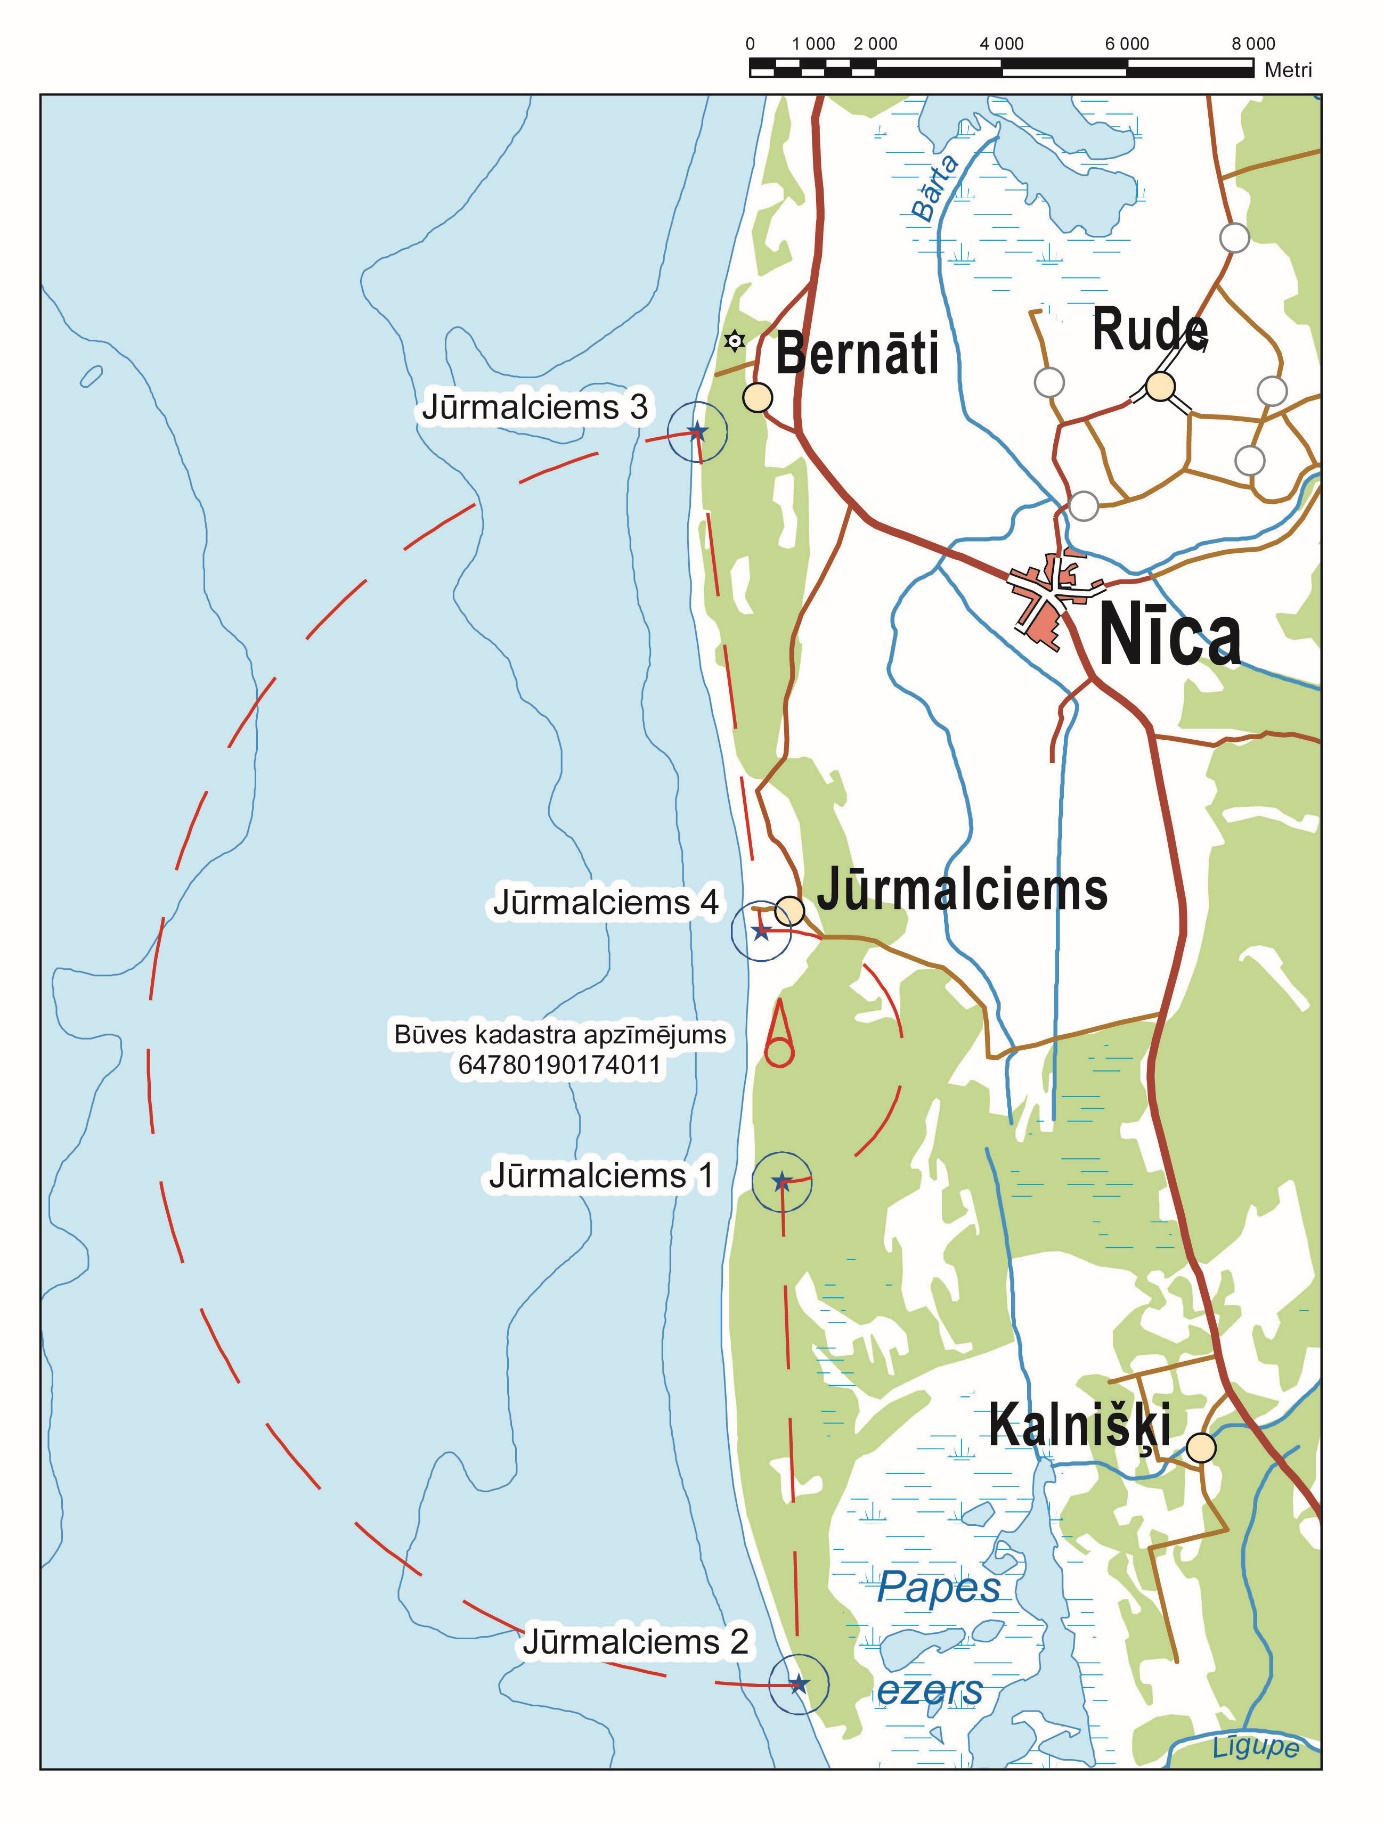 0 1 000 2 000 4 000 6 000 8 000
Metri
Bārta
Rude
Bernāti
Jūrmalciems 3
Nīca
Jūrmalciems
Jūrmalciems 4
Būves kadastra apzīmējums
64780190174011
Jūrmalciems 1
Kalnišķi
Papes
Jūrmalciems 2
ezers
Līgupe